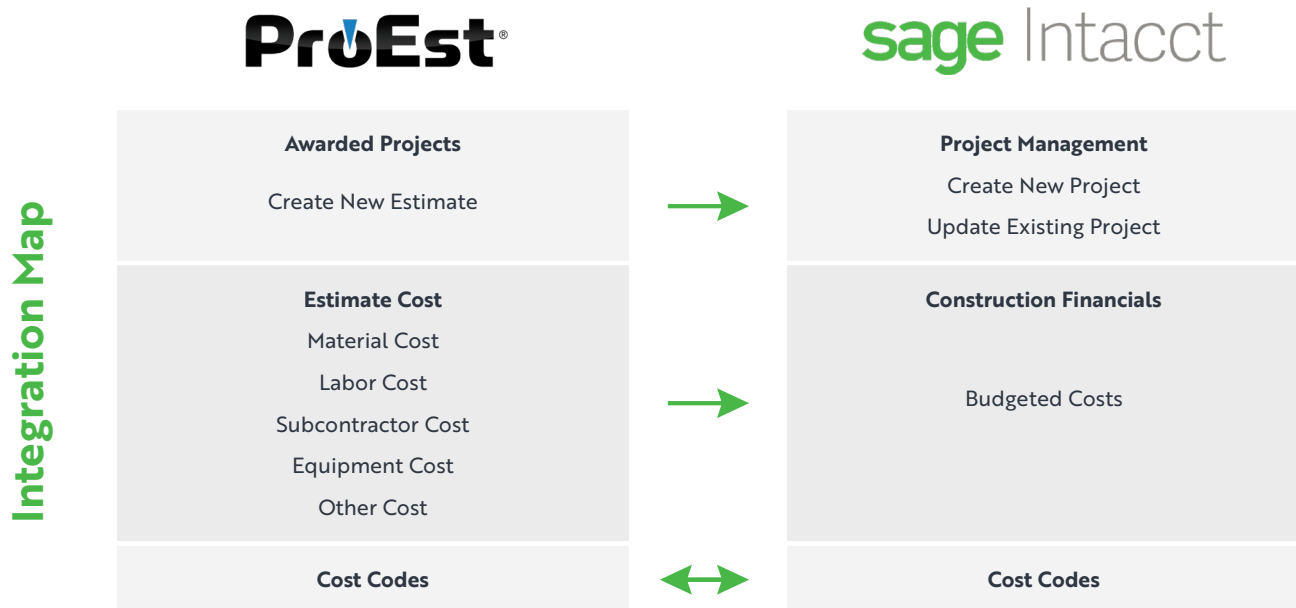 ProEst®
sage Intacct
Integration Map
Awarded Projects
Create New Estimate
Project Management
Create New Project
Update Existing Project
Estimate Cost
Material Cost
Labor Cost
Subcontractor Cost
Equipment Cost
Other Cost
Construction Financials
Budgeted Costs
Cost Codes
Cost Codes